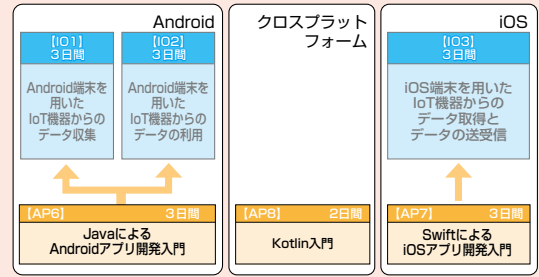 Android
【IO1】
3日間
Android端末を
用いた
IoT機器からの
データ収集
【IO2】
3日間
Android端末を
用いた
IoT機器からの
データの利用
【AP6】 3日間
Javaによる
Androidアプリ開発入門
クロスプラット
フォーム
【AP8】 2日間
Kotlin入門
iOS
【IO3】
3日間
iOS端末を用いた
IoT機器からの
データ取得と
データの送受信
【AP7】 3日間
Swiftによる
iOSアプリ開発入門